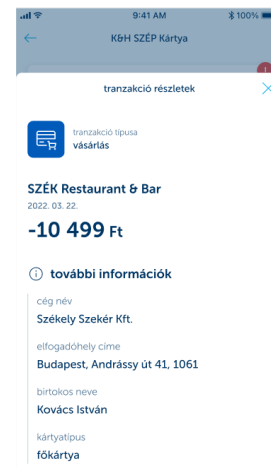 9:41 AM
100%
K&H SZÉP Kártya
tranzakció részletek
tranzakció típusa
vásárlás
SZÉK Restaurant & Bar
2022. 03. 22.
-10 499 Ft
további információk
cég név
Székely Szekér Kft.
elfogadóhely címe
Budapest, Andrássy út 41, 1061
birtokos neve
Kovács István
kártyatípus
főkártya